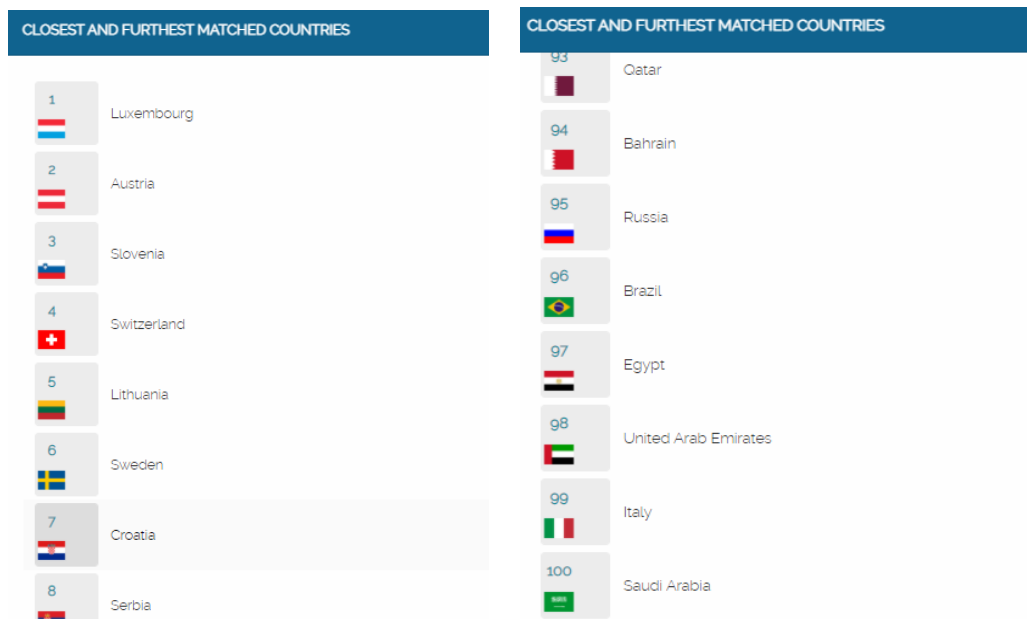 CLOSEST AND FURTHEST MATCHED COUNTRIES
1
Luxembourg
2
Austria
3
Slovenia
4
Switzerland
5
Lithuania
6
Sweden
7
Croatia
8
Serbia
CLOSEST AND FURTHEST MATCHED COUNTRIES
93
Qatar
94
Bahrain
95
Russia
96
Brazil
97
Egypt
98
United Arab Emirates
99
Italy
100
Saudi Arabia